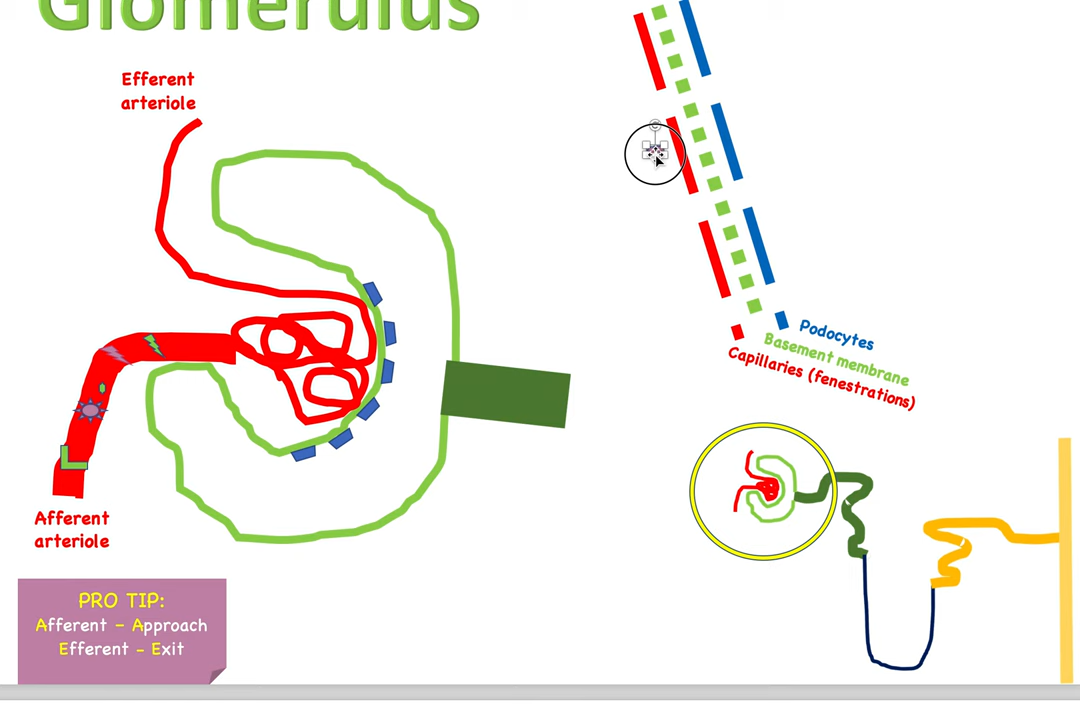 Glomerulus
Efferent
arteriole
Podocytes
Basement membrane
Capillaries (fenestrations)
Afferent
arteriole
PRO TIP:
Afferent – Approach
Efferent - Exit